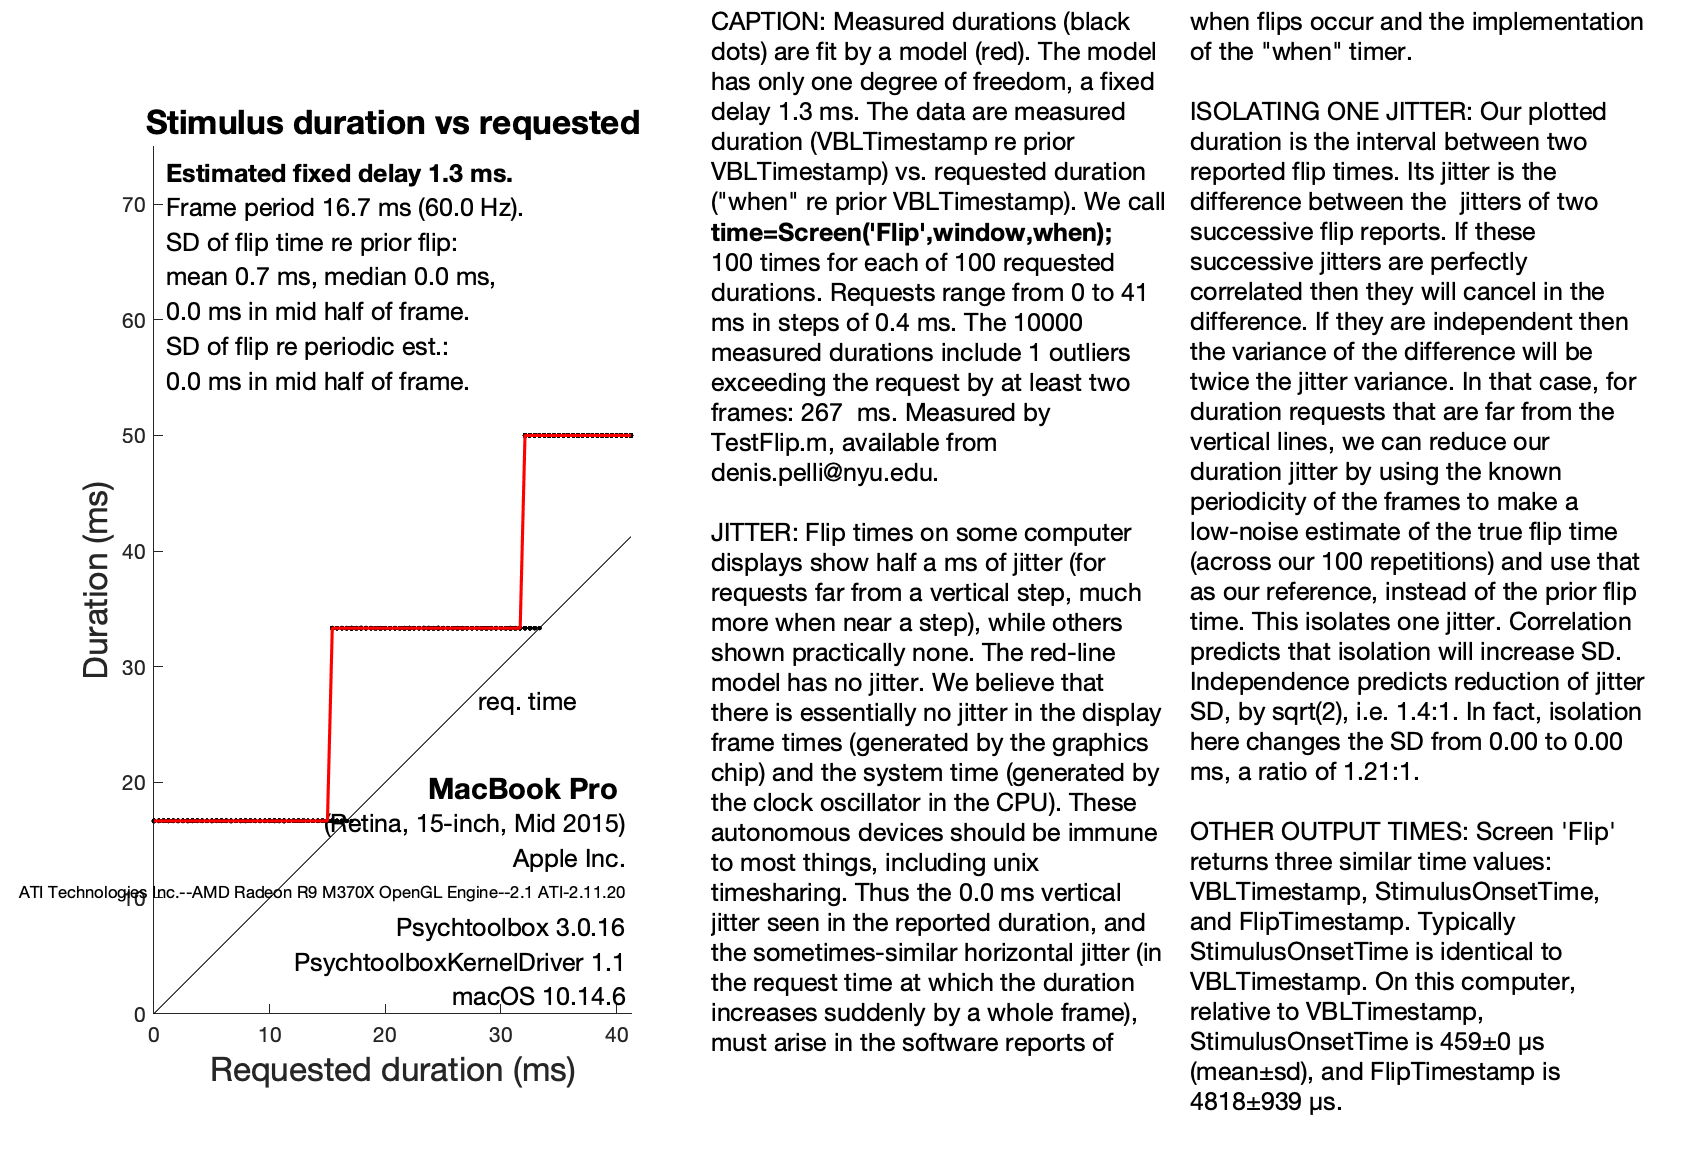 Stimulus duration vs requested
Estimated fixed delay 1.3 ms.
Frame period 16.7 ms (60.0 Hz).
SD of flip time re prior flip:
mean 0.7 ms, median 0.0 ms,
0.0 ms in mid half of frame.
SD of flip re periodic est.:
0.0 ms in mid half of frame.
70
60
50
40
30
20
10
0
Duration (ms)
req. time
MacBook Pro
(Retina, 15-inch, Mid 2015)
Apple Inc.
ATI Technologies Inc.--AMD Radeon R9 M370X OpenGL Engine--2.1 ATI-2.11.20
Psychtoolbox 3.0.16
PsychtoolboxKernelDriver 1.1
macOS 10.14.6
0 10 20 30 40
Requested duration (ms)
CAPTION: Measured durations (black
dots) are fit by a model (red). The model
has only one degree of freedom, a fixed
delay 1.3 ms. The data are measured
duration (VBLTimestamp re prior
VBLTimestamp) vs. requested duration
("when" re prior VBLTimestamp). We call
time=Screen('Flip',window,when);
100 times for each of 100 requested
durations. Requests range from 0 to 41
ms in steps of 0.4 ms. The 10000
measured durations include 1 outliers
exceeding the request by at least two
frames: 267  ms. Measured by
TestFlip.m, available from
denis.pelli@nyu.edu.
JITTER: Flip times on some computer
displays show half a ms of jitter (for
requests far from a vertical step, much
more when near a step), while others
shown practically none. The red-line
model has no jitter. We believe that
there is essentially no jitter in the display
frame times (generated by the graphics
chip) and the system time (generated by
the clock oscillator in the CPU). These
autonomous devices should be immune
to most things, including unix
timesharing. Thus the 0.0 ms vertical
jitter seen in the reported duration, and
the sometimes-similar horizontal jitter (in
the request time at which the duration
increases suddenly by a whole frame),
must arise in the software reports of
when flips occur and the implementation
of the "when" timer.
ISOLATING ONE JITTER: Our plotted
duration is the interval between two
reported flip times. Its jitter is the
difference between the  jitters of two
successive flip reports. If these
successive jitters are perfectly
correlated then they will cancel in the
difference. If they are independent then
the variance of the difference will be
twice the jitter variance. In that case, for
duration requests that are far from the
vertical lines, we can reduce our
duration jitter by using the known
periodicity of the frames to make a
low-noise estimate of the true flip time
(across our 100 repetitions) and use that
as our reference, instead of the prior flip
time. This isolates one jitter. Correlation
predicts that isolation will increase SD.
Independence predicts reduction of jitter
SD, by sqrt(2), i.e. 1.4:1. In fact, isolation
here changes the SD from 0.00 to 0.00
ms, a ratio of 1.21:1.
OTHER OUTPUT TIMES: Screen 'Flip'
returns three similar time values:
VBLTimestamp, StimulusOnsetTime,
and FlipTimestamp. Typically
StimulusOnsetTime is identical to
VBLTimestamp. On this computer,
relative to VBLTimestamp,
StimulusOnsetTime is 459±0 µs
(mean±sd), and FlipTimestamp is
4818±939 µs.